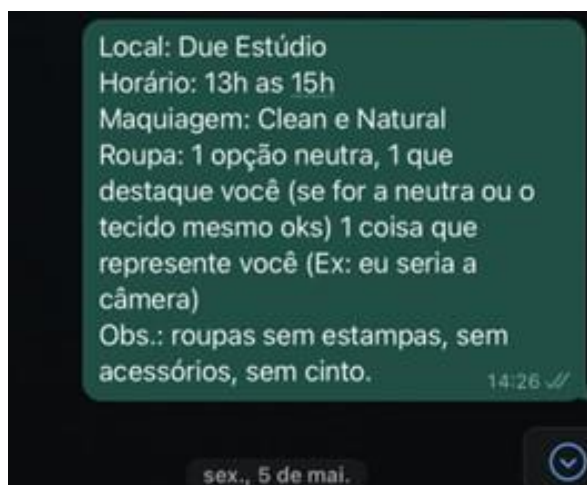 Local: Due Estúdio
Horário: 13h as 15h
Maquiagem: Clean e Natural
Roupa: 1 opção neutra, 1 que
destaque você (se for a neutra ou o
tecido mesmo oks) 1 coisa que
represente você (Ex: eu seria a
câmera)
Obs.: roupas sem estampas, sem
acessórios, sem cinto.
14:26
sex., 5 de mai.